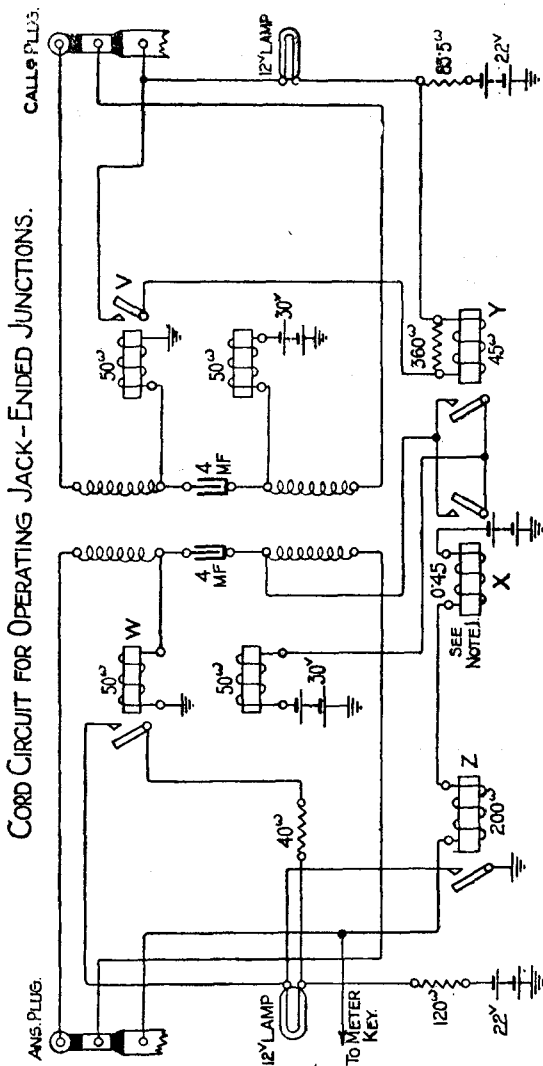 CORD CIRCUIT FOR OPERATING JACK-ENDED JUNCTIONS.
ANS. PLUG.
CALLG PLUG.
50ω
W
50ω
V
4
MF
4
MF
12V LAMP
50ω
30V
50ω
30V
40ω
12V LAMP
TO METER
KEY.
120ω
22V
Z
200ω
SEE
NOTE)
0·45
X
360ω
45ω
Y
85·5ω
22V